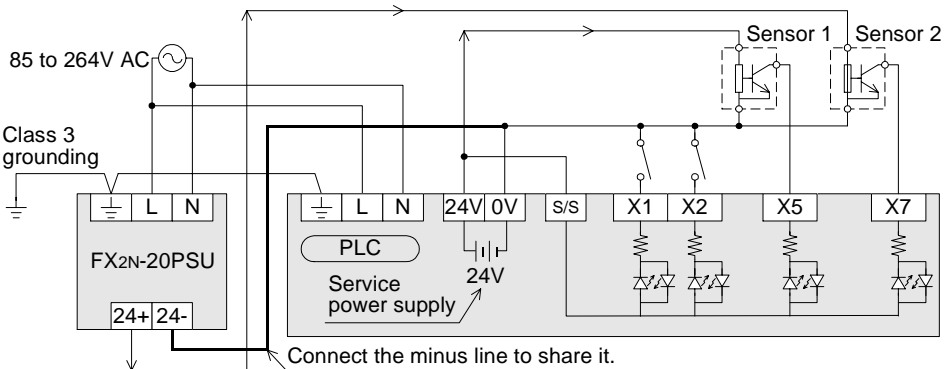 Sensor 1 Sensor 2
85 to 264V AC
Class 3
grounding
L N L N 24V 0V S/S X1 X2 X5 X7
PLC
FX2N-20PSU
24V
Service
power supply
24+ 24-
Connect the minus line to share it.